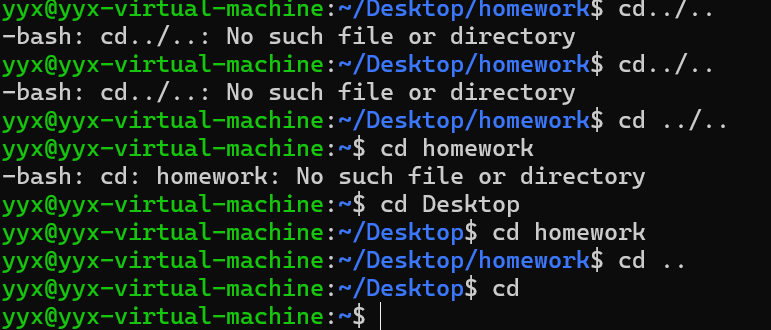 yyx@yyx-virtual-machine:~/Desktop/homework$ cd../..
-bash: cd../..: No such file or directory
yyx@yyx-virtual-machine:~/Desktop/homework$ cd../..
-bash: cd../..: No such file or directory
yyx@yyx-virtual-machine:~/Desktop/homework$ cd ../..
yyx@yyx-virtual-machine:~$ cd homework
-bash: cd: homework: No such file or directory
yyx@yyx-virtual-machine:~$ cd Desktop
yyx@yyx-virtual-machine:~/Desktop$ cd homework
yyx@yyx-virtual-machine:~/Desktop/homework$ cd ..
yyx@yyx-virtual-machine:~/Desktop$ cd
yyx@yyx-virtual-machine:~$